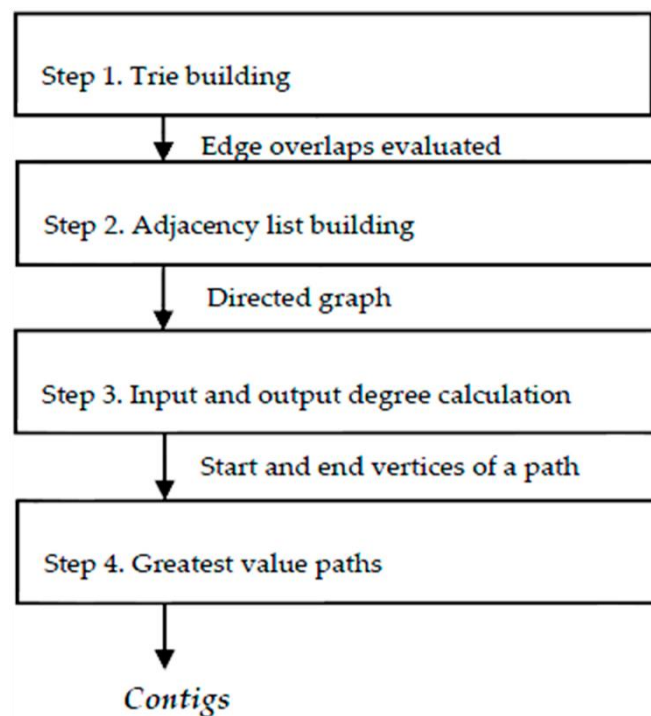 Step 1. Trie building
Edge overlaps evaluated
Step 2. Adjacency list building
Directed graph
Step 3. Input and output degree calculation
Start and end vertices of a path
Step 4. Greatest value paths
Contigs